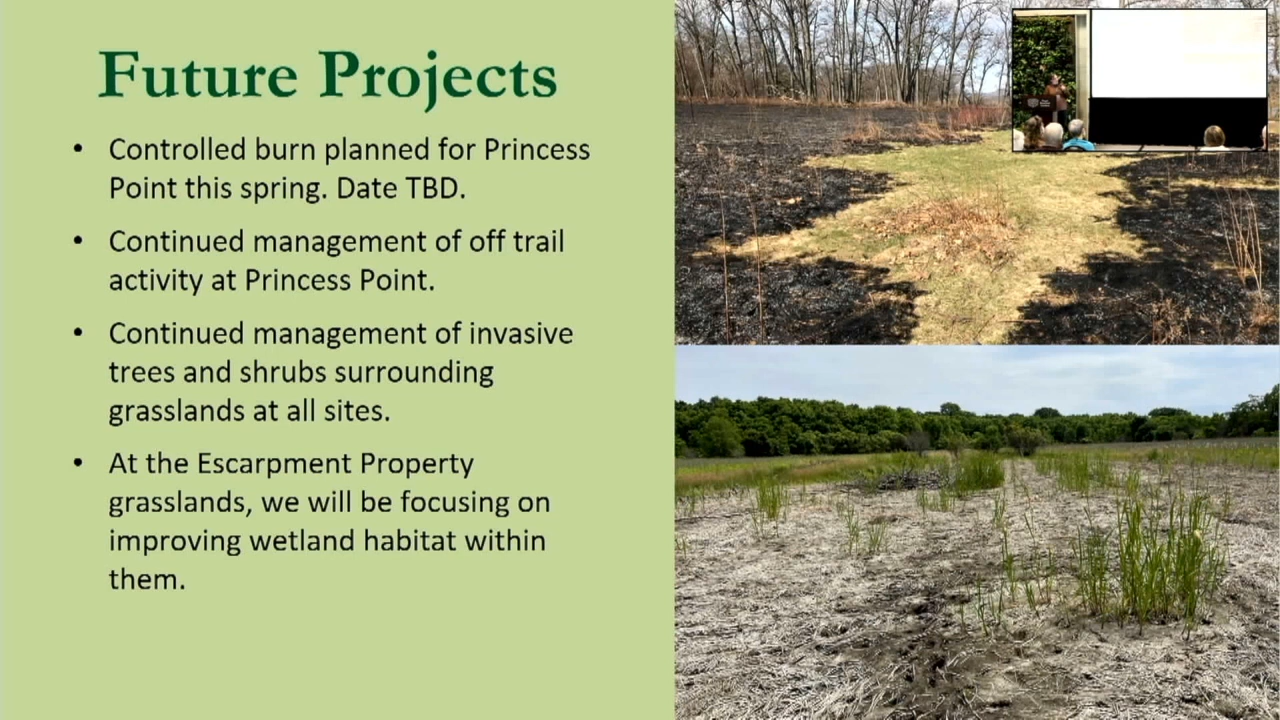 Future Projects
• Controlled burn planned for Princess
Point this spring. Date TBD.
• Continued management of off trail
activity at Princess Point.
• Continued management of invasive
trees and shrubs surrounding
grasslands at all sites.
• At the Escarpment Property
grasslands, we will be focusing on
improving wetland habitat within
them.